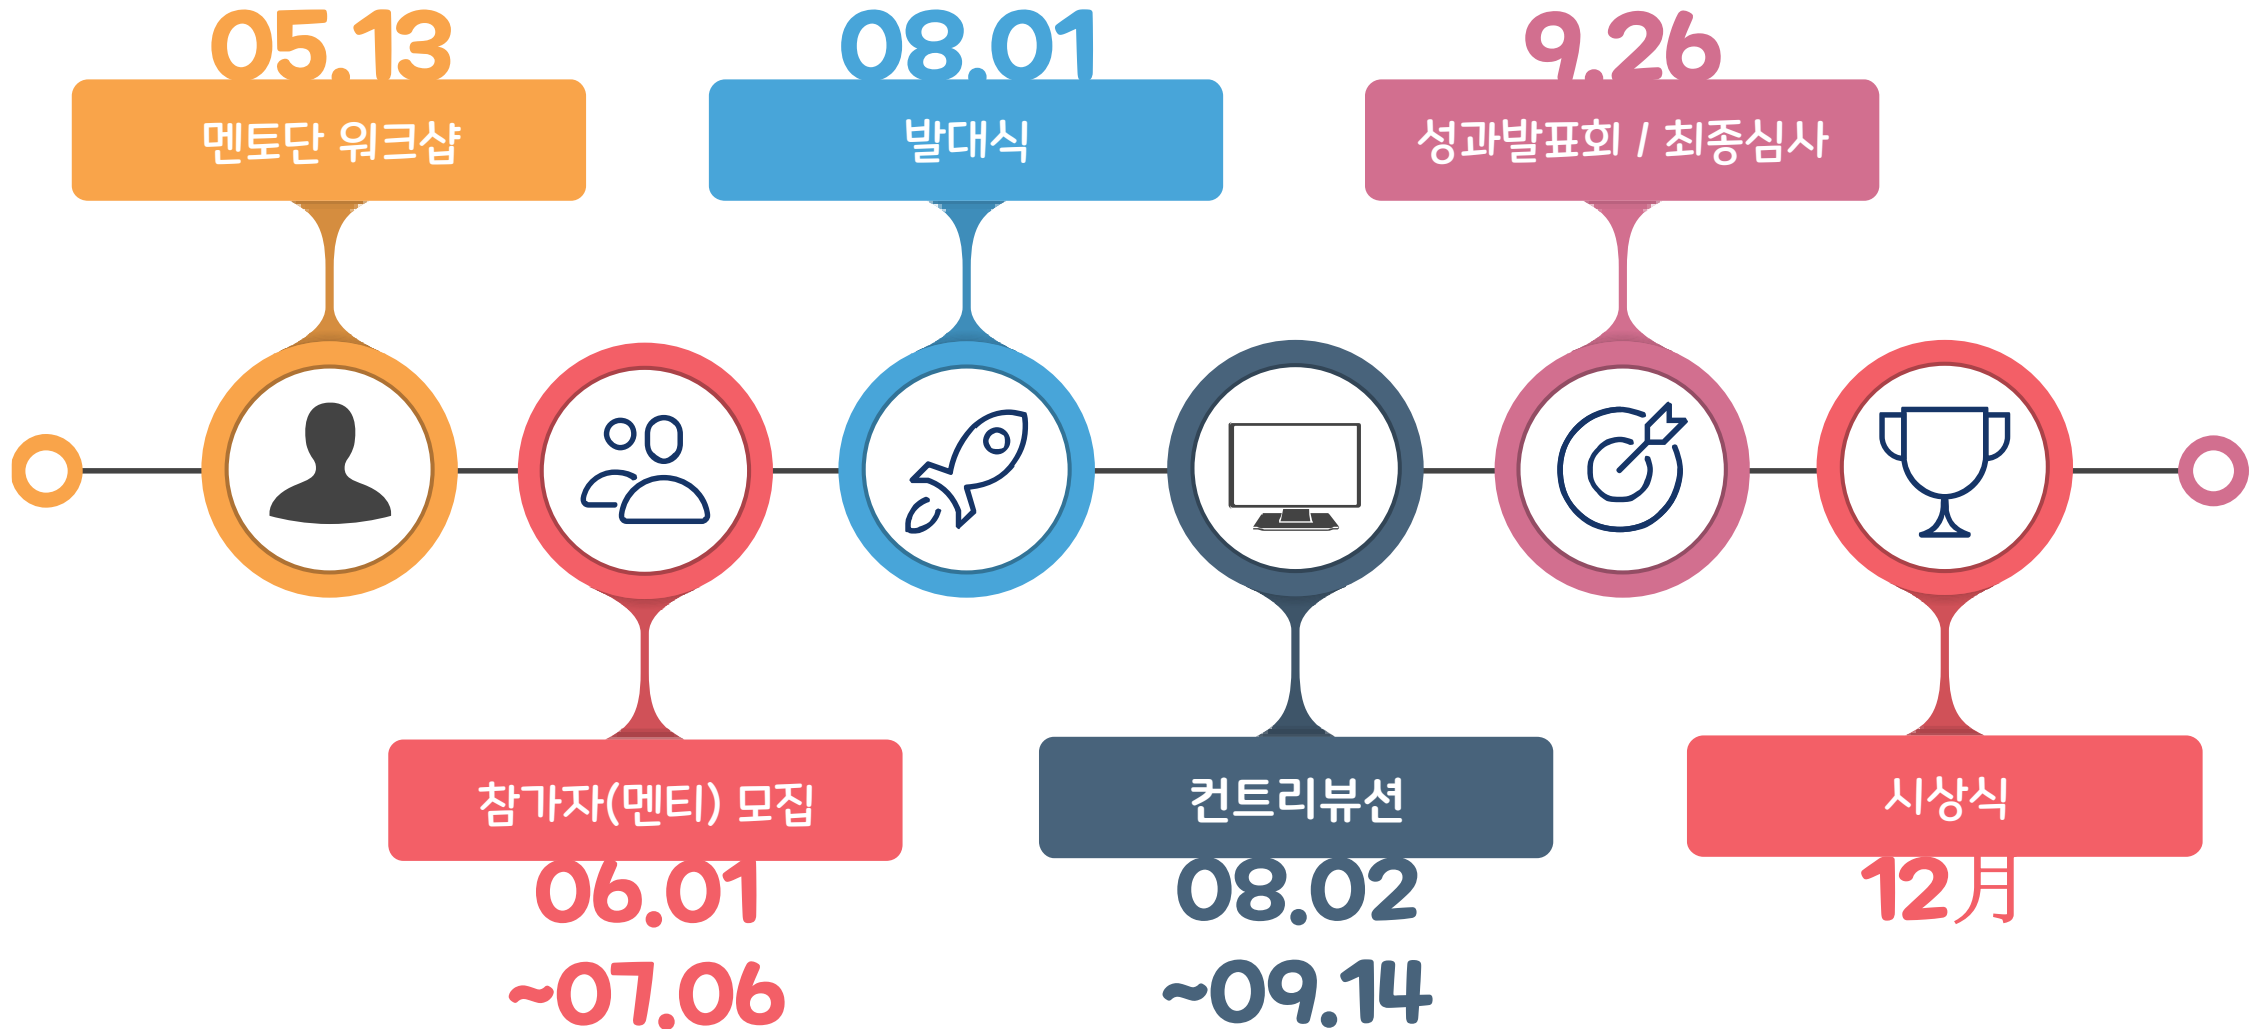 05.13
멘토단 워크샵
08.01
발대식
9.26
성과발표회 / 최종심사
참가자(멘티) 모집
06.01
~07.06
컨트리뷰션
08.02
~09.14
시상식
12月